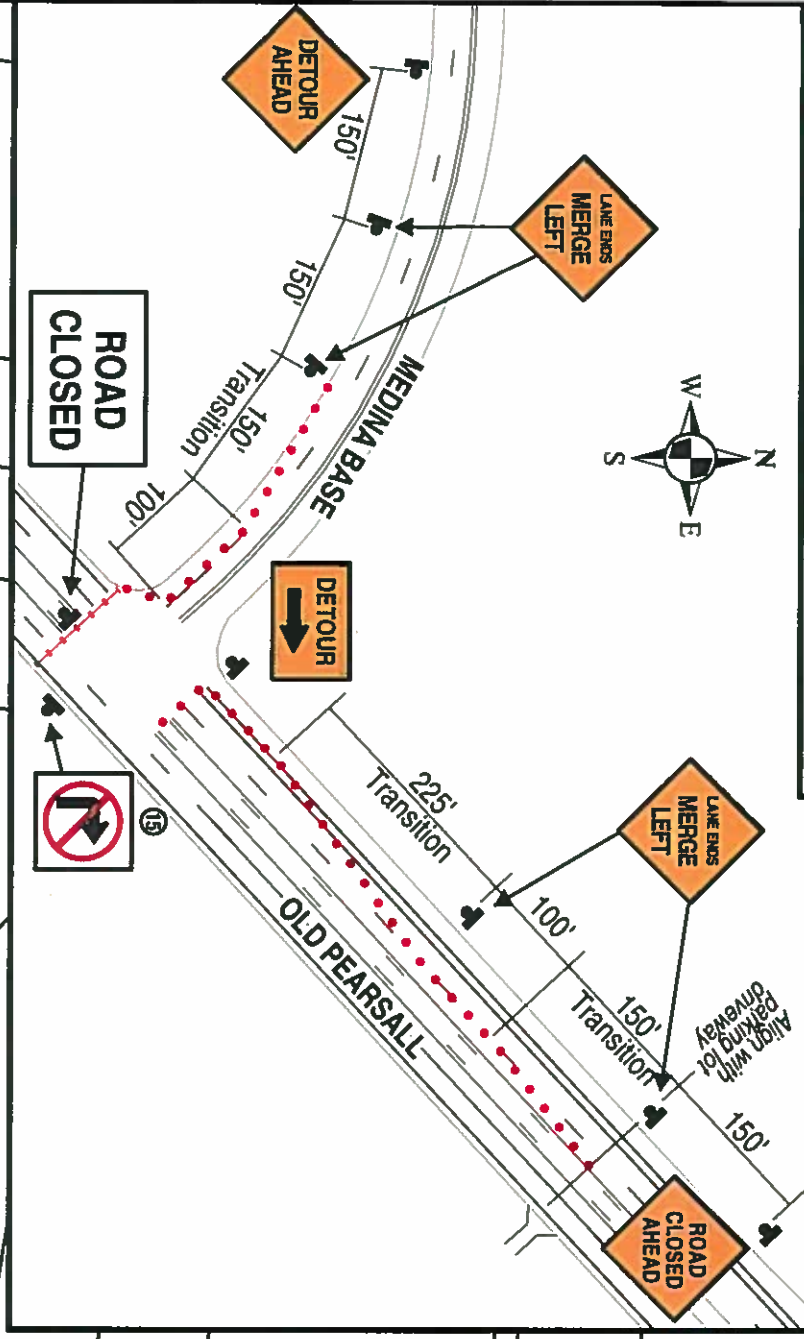 DETOUR
AHEAD
150'
LANE ENDS
MERGE
LEFT
150'
150'
Transition
100'
MEDINA BASE
ROAD
CLOSED
N
W
E
S
DETOUR
15
225'
Transition
OLD PEARSALL
LANE ENDS
MERGE
LEFT
100'
150'
Transition
Align with
parking lot
driveway
150'
ROAD
CLOSED
AHEAD